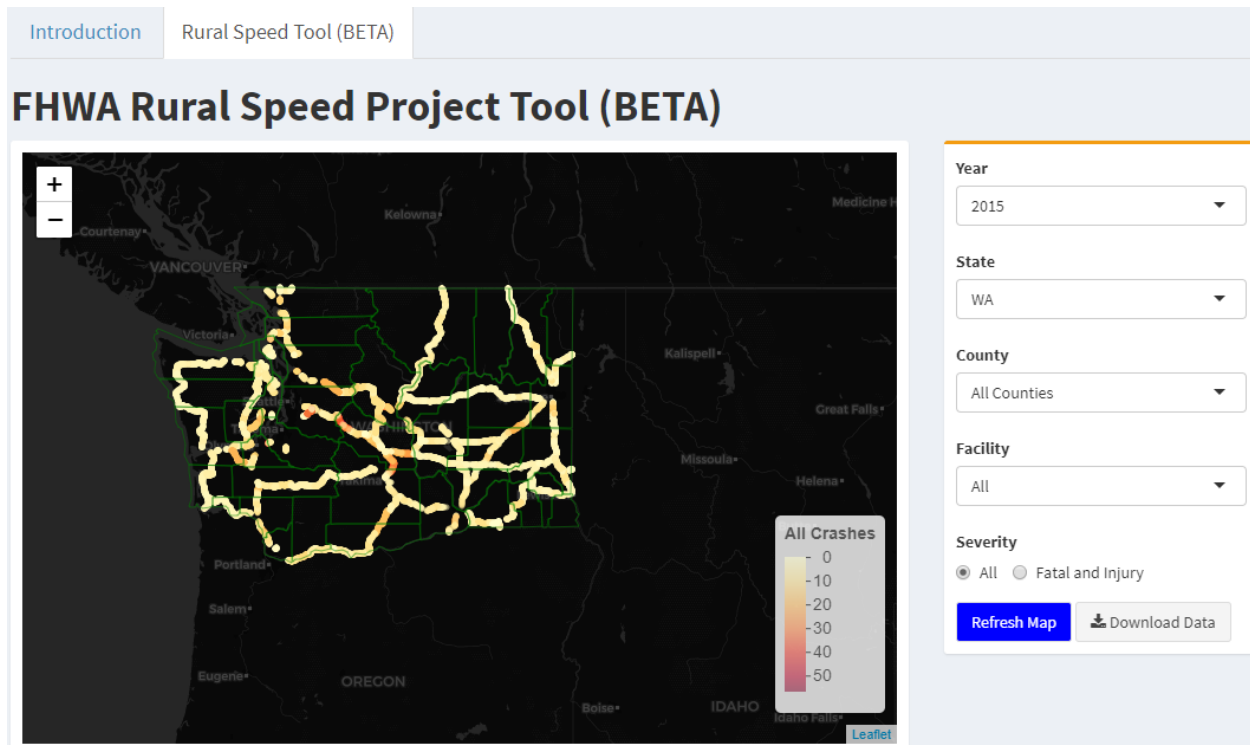 Introduction
Rural Speed Tool (BETA)
FHWA Rural Speed Project Tool (BETA)
+
−
Kelowna
Medicine H
Courtenay
VANCOUVER
Victoria
Kalispell
Seattle
Great Falls
WASHINGTON
Missoula
Yakima
Helena
Portland
Salem
Eugene
OREGON
Boise
IDAHO
Idaho Falls
All Crashes
0
10
20
30
40
50
Leaflet
Year
2015
State
WA
County
All Counties
Facility
All
Severity
All
Fatal and Injury
Refresh Map
Download Data